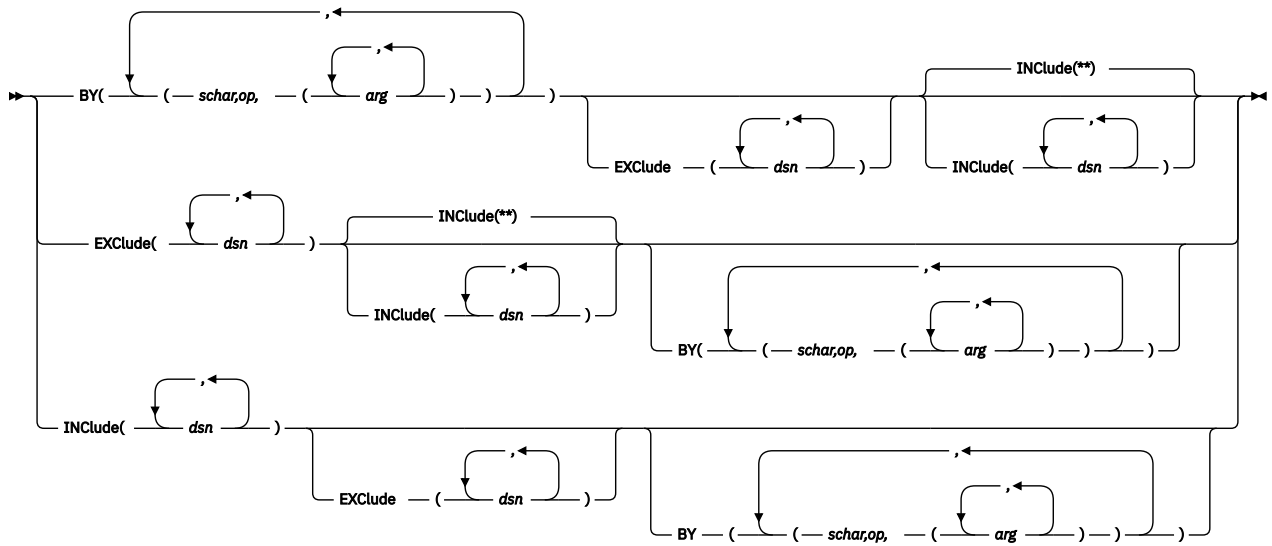 ,
, INCLude(**)
BY( ( schar,op, ( arg ) ) )
, ,
EXClude ( dsn ) INClude( dsn )
, INClude(**)
EXClude( dsn )
, ,
INClude( dsn ) ,
BY( ( schar,op, ( arg ) ) )
,
INClude( dsn )
, ,
EXClude ( dsn ) ,
BY ( ( schar,op, ( arg ) ) )